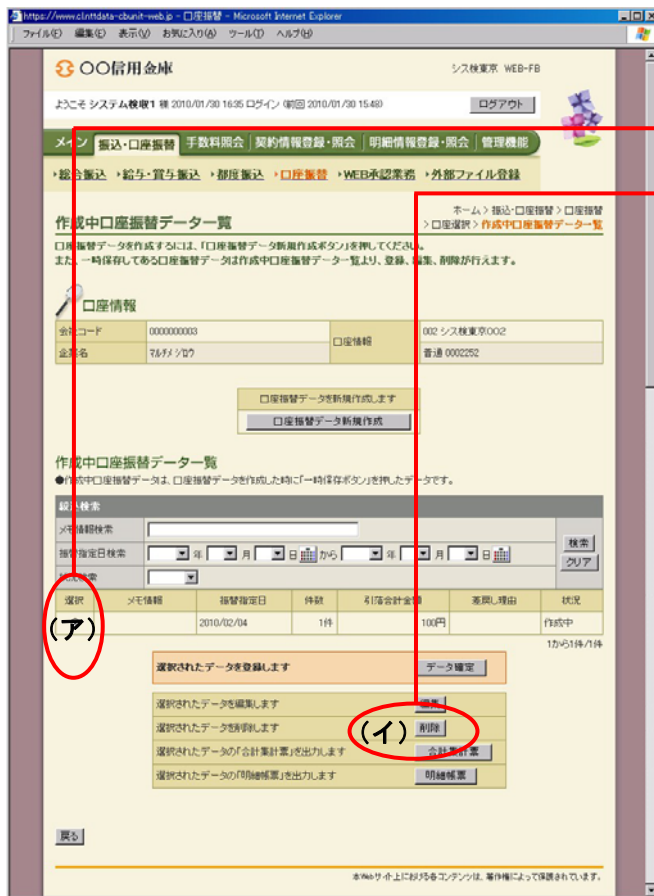 https://www.clnttdata-cbunit-web.jp - 口座振替 - Microsoft Internet Explorer
ファイル(F) 編集(E) 表示(V) お気に入り(A) ツール(T) ヘルプ(H)
〇〇信用金庫
シス検東京 WEB-FB
ようこそ システム検収1 様 2010/01/30 16:35 ログイン (前回 2010/01/30 15:48)
ログアウト
メイン 振込・口座振替 手数料照会 契約情報登録・照会 明細情報登録・照会 管理機能
総合振込 給与・賞与振込 都度振込 口座振替 WEB承認業務 外部ファイル登録
作成中口座振替データ一覧
ホーム > 振込・口座振替 > 口座振替
> 口座選択 > 作成中口座振替データ一覧
口座振替データを作成するには、「口座振替データ新規作成ボタン」を押してください。
また、一時保存してある口座振替データは作成中口座振替データ一覧より、登録、編集、削除が行えます。
口座情報
会社コード 0000000003 口座情報 002 シス検東京002
企業名 マルチメ ジロウ 普通 0002252
口座振替データを新規作成します
口座振替データ新規作成
作成中口座振替データ一覧
●作成中口座振替データは、口座振替データを作成した時に「一時保存ボタン」を押したデータです。
絞込検索
メモ情報検索
振替指定日検索 年 月 日 から 年 月 日
状況検索
検索
クリア
選択 メモ情報 振替指定日 件数 引落合計金額 差戻し理由 状況
(ア) 2010/02/04 1件 100円 作成中
1から1件/1件
選択されたデータを登録します データ確定
選択されたデータを編集します 編集
選択されたデータを削除します (イ) 削除
選択されたデータの「合計集計票」を出力します 合計集計票
選択されたデータの「明細帳票」を出力します 明細帳票
戻る
本Webサイト上における各コンテンツは、著作権によって保護されています。